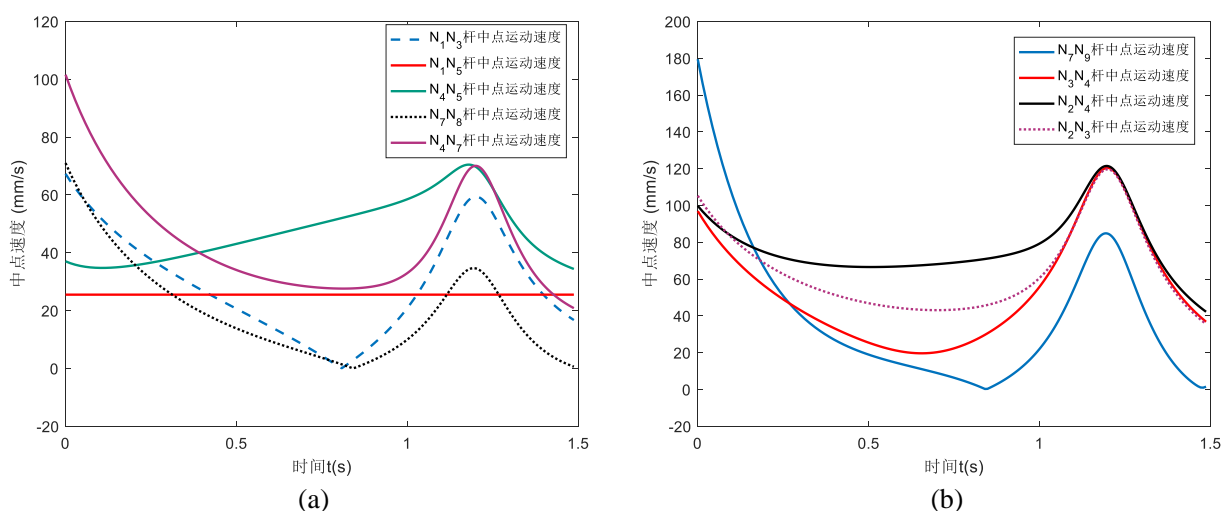 120
100
80
60
40
20
0
-20
0
0.5
1
1.5
中点速度 (mm/s)
时间t(s)
N₁N₃杆中点运动速度
N₁N₅杆中点运动速度
N₄N₅杆中点运动速度
N₇N₈杆中点运动速度
N₄N₇杆中点运动速度
(a)
200
180
160
140
120
100
80
60
40
20
0
-20
0
0.5
1
1.5
中点速度 (mm/s)
时间t(s)
N₇N₉杆中点运动速度
N₃N₄杆中点运动速度
N₂N₄杆中点运动速度
N₂N₃杆中点运动速度
(b)